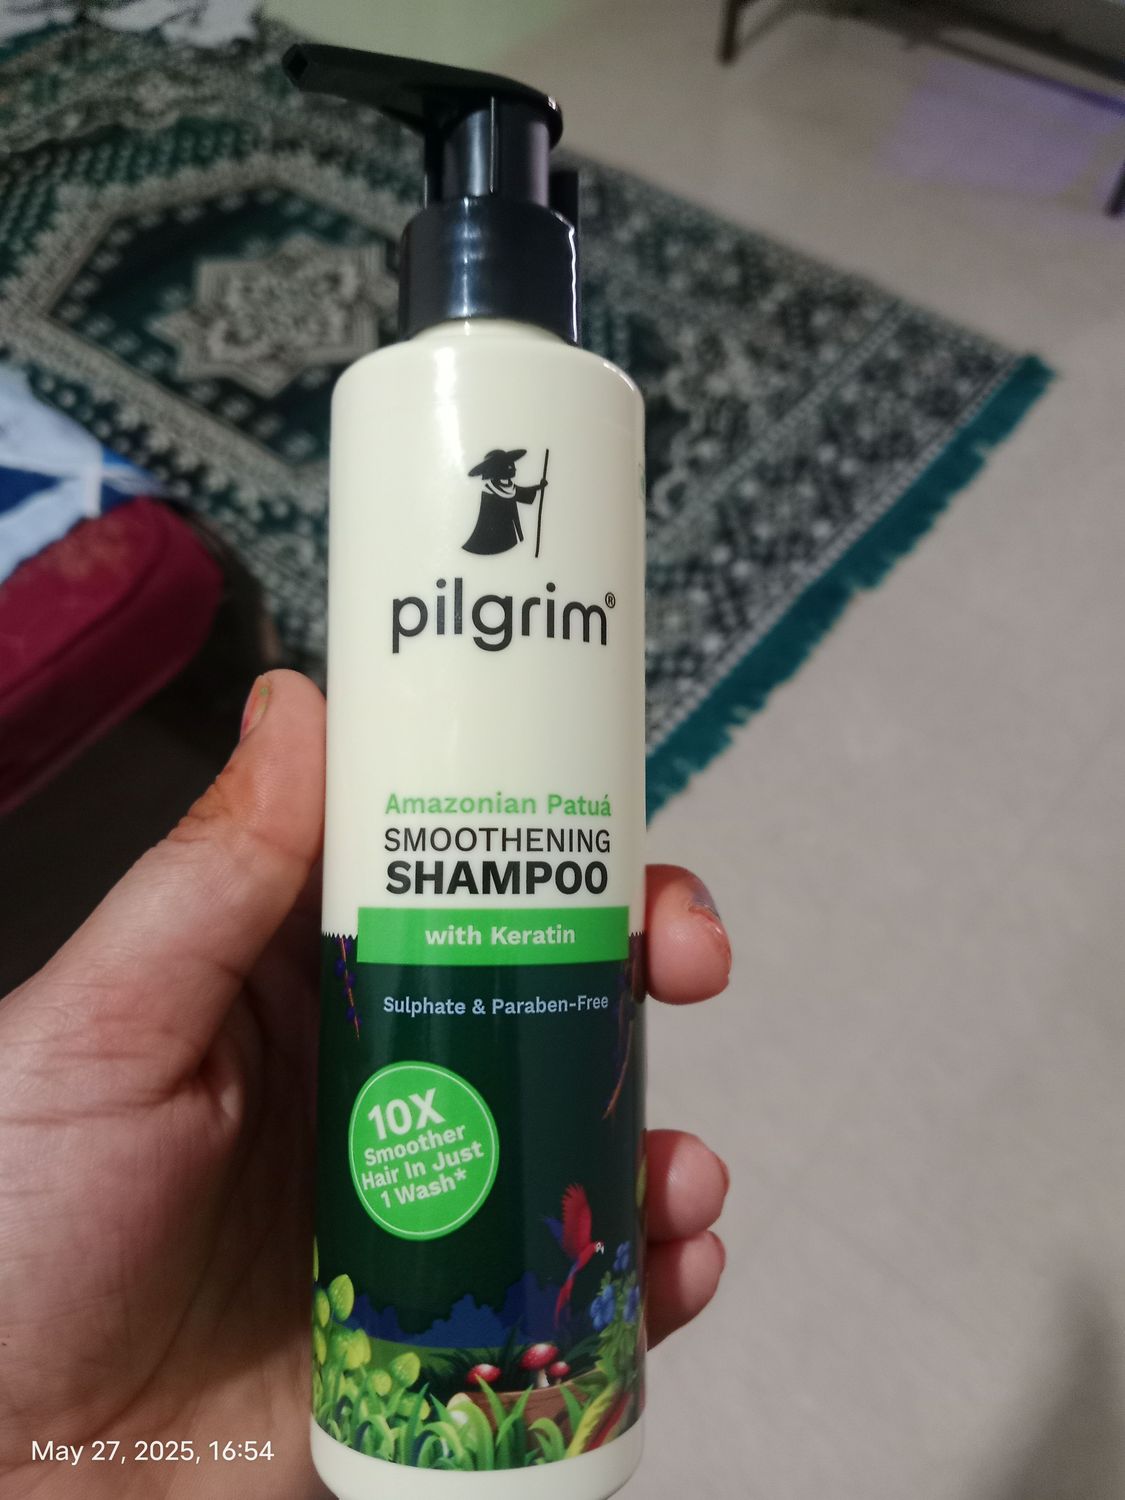 pilgrim®
Amazonian Patuá
SMOOTHENING
SHAMPOO
with Keratin
Sulphate & Paraben-Free
10X
Smoother
Hair In Just
1 Wash*
May 27, 2025, 16:54